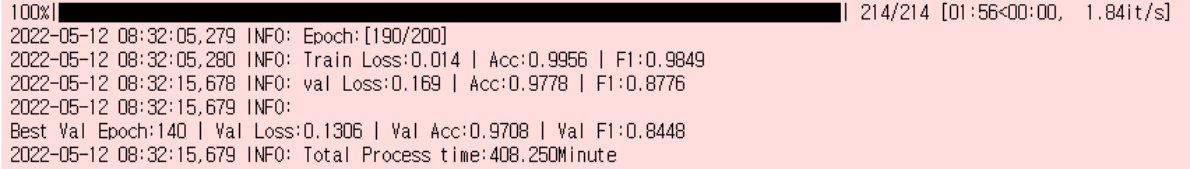 100%|██████████| 214/214 [01:56<00:00, 1.84it/s]
2022-05-12 08:32:05,279 INFO: Epoch:[190/200]
2022-05-12 08:32:05,280 INFO: Train Loss:0.014 | Acc:0.9956 | F1:0.9849
2022-05-12 08:32:15,678 INFO: val Loss:0.169 | Acc:0.9778 | F1:0.8776
2022-05-12 08:32:15,679 INFO:
Best Val Epoch:140 | Val Loss:0.1306 | Val Acc:0.9708 | Val F1:0.8448
2022-05-12 08:32:15,679 INFO: Total Process time:408.250Minute